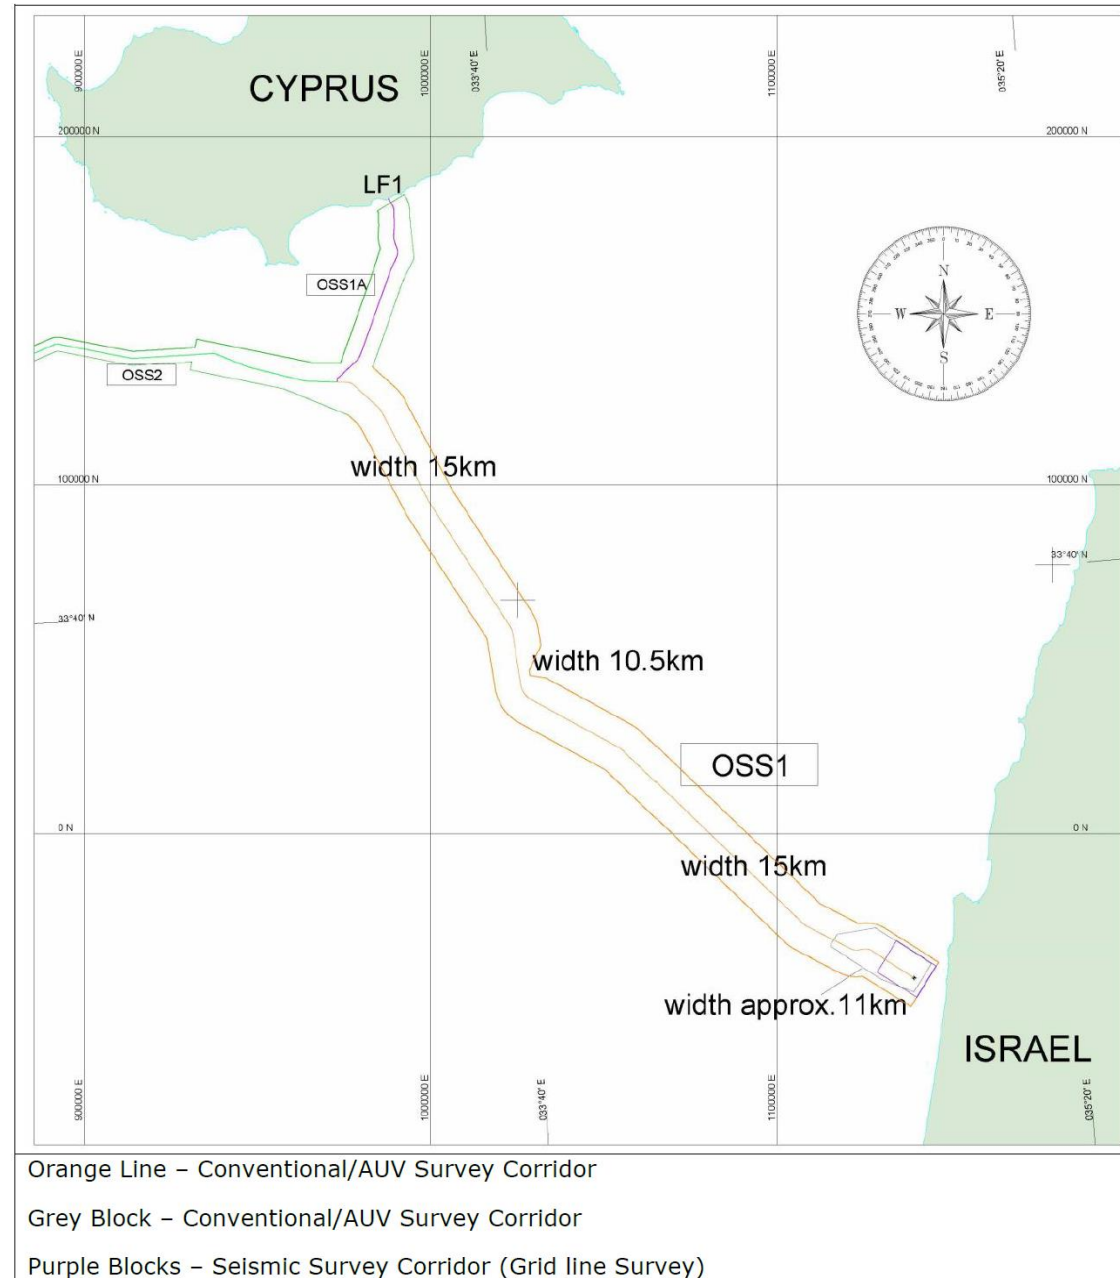 900000 E
1000000 E
033°40' E
1100000 E
035°20' E
CYPRUS
200000 N
200000 N
LF1
OSS1A
N
W
E
S
OSS2
width 15km
100000 N
100000 N
33°40' N
33°40' N
width 10.5km
OSS1
0 N
0 N
width 15km
width approx.11km
ISRAEL
900000 E
1000000 E
033°40' E
1100000 E
035°20' E
Orange Line – Conventional/AUV Survey Corridor
Grey Block – Conventional/AUV Survey Corridor
Purple Blocks – Seismic Survey Corridor (Grid line Survey)